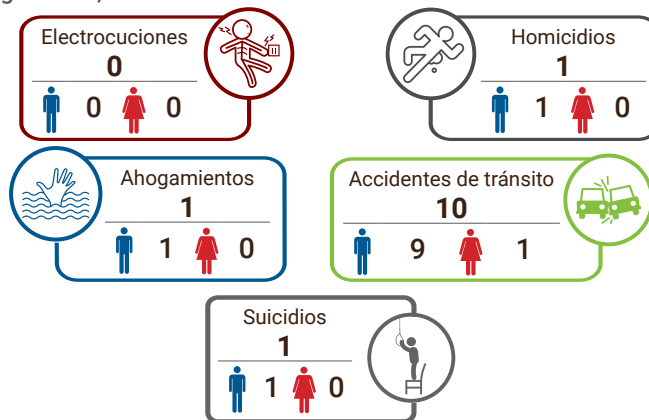 Electrocuciones
0
0 0
Homicidios
1
1 0
Ahogamientos
1
1 0
Accidentes de tránsito
10
9 1
Suicidios
1
1 0